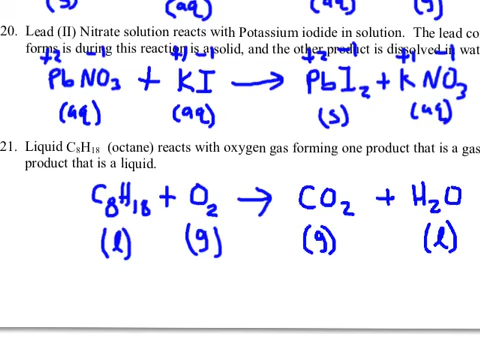 (s) (aq) (aq) (g)
20. Lead (II) Nitrate solution reacts with Potassium iodide in solution. The lead co
forms is during this reaction is a solid, and the other product is dissolved in wat
+2 -1 +1 -1 +2 -1 +1 -1
PbNO3 + KI → PbI2 + KNO3
(aq) (aq) (s) (aq)
21. Liquid C8H18 (octane) reacts with oxygen gas forming one product that is a gas
product that is a liquid.
C8H18 + O2 → CO2 + H2O
(l) (g) (g) (l)